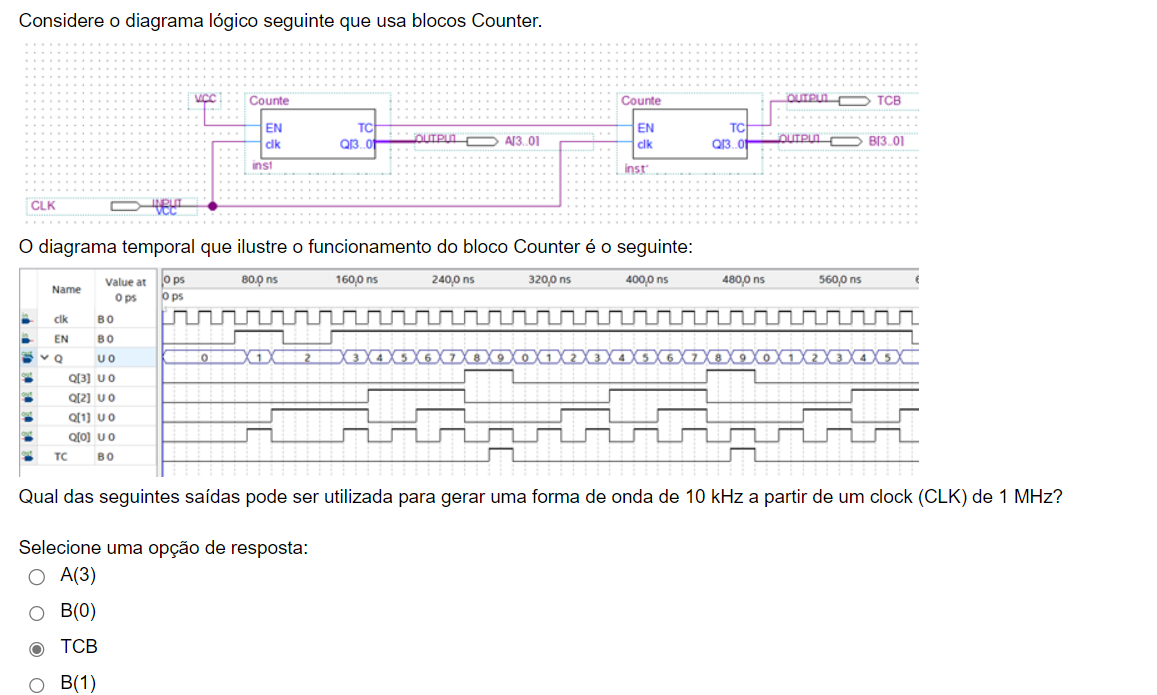 Considere o diagrama lógico seguinte que usa blocos Counter.
VCC Counte Counte OUTPUT TCB
EN TC EN TC
clk Q[3..0] OUTPUT A[3..0] clk Q[3..0] OUTPUT B[3..0]
inst inst
CLK INPUT
VCC
O diagrama temporal que ilustre o funcionamento do bloco Counter é o seguinte:
Name Value at 0 ps 0 ps 80,0 ns 160,0 ns 240,0 ns 320,0 ns 400,0 ns 480,0 ns 560,0 ns
0 ps
clk B 0
EN B 0
Q U 0 0 1 2 3 4 5 6 7 8 9 0 1 2 3 4 5 6 7 8 9 0 1 2 3 4 5
Q[3] U 0
Q[2] U 0
Q[1] U 0
Q[0] U 0
TC B 0
Qual das seguintes saídas pode ser utilizada para gerar uma forma de onda de 10 kHz a partir de um clock (CLK) de 1 MHz?
Selecione uma opção de resposta:
A(3)
B(0)
TCB
B(1)